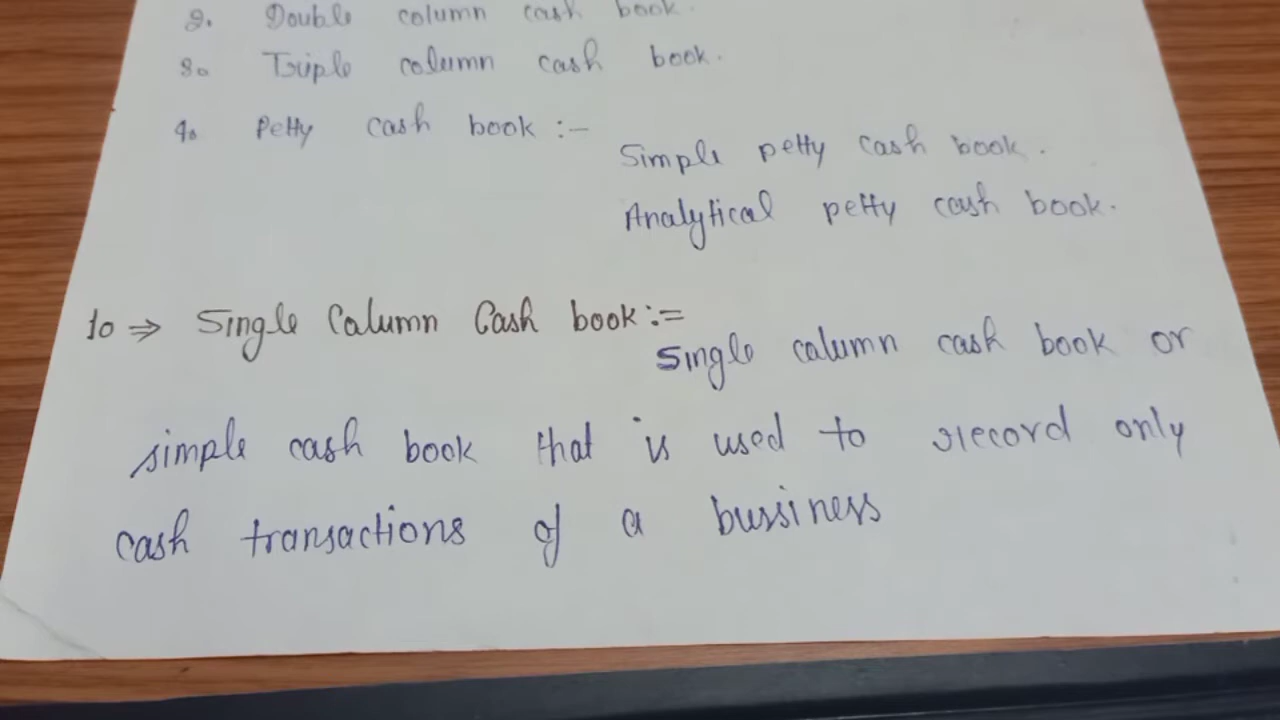 2. Double column cash book.
3. Triple column cash book.
4. Petty cash book :-
Simple petty cash book.
Analytical petty cash book.
1. ⇒ Single Column Cash book :=
Single column cash book or
simple cash book that is used to record only
cash transactions of a bussiness